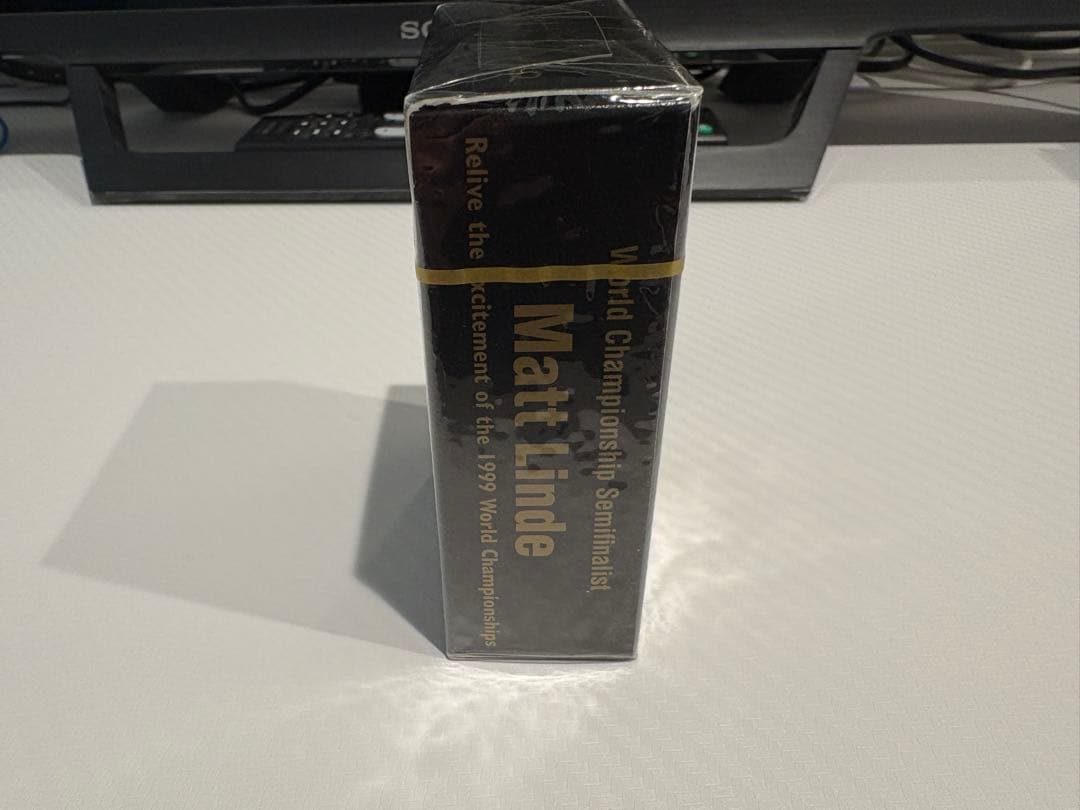 World Championship Semifinalist
Matt Linde
Relive the excitement of the 1999 World Championships